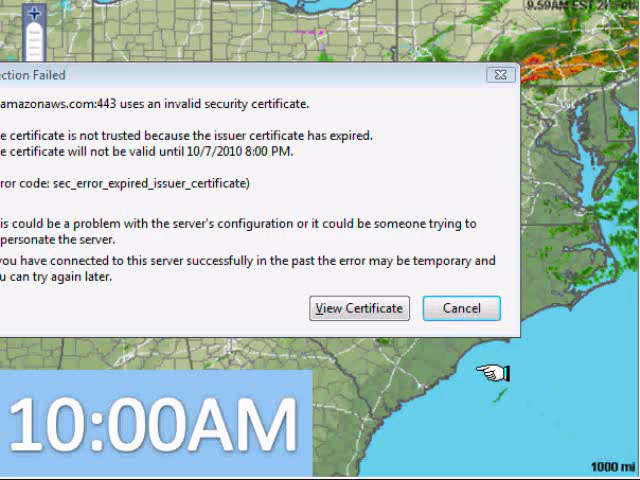 9:59AM EST
ction Failed
amazonaws.com:443 uses an invalid security certificate.
e certificate is not trusted because the issuer certificate has expired.
e certificate will not be valid until 10/7/2010 8:00 PM.
ror code: sec_error_expired_issuer_certificate)
is could be a problem with the server's configuration or it could be someone trying to
personate the server.
you have connected to this server successfully in the past the error may be temporary and
u can try again later.
View Certificate
Cancel
10:00AM
1000 mi